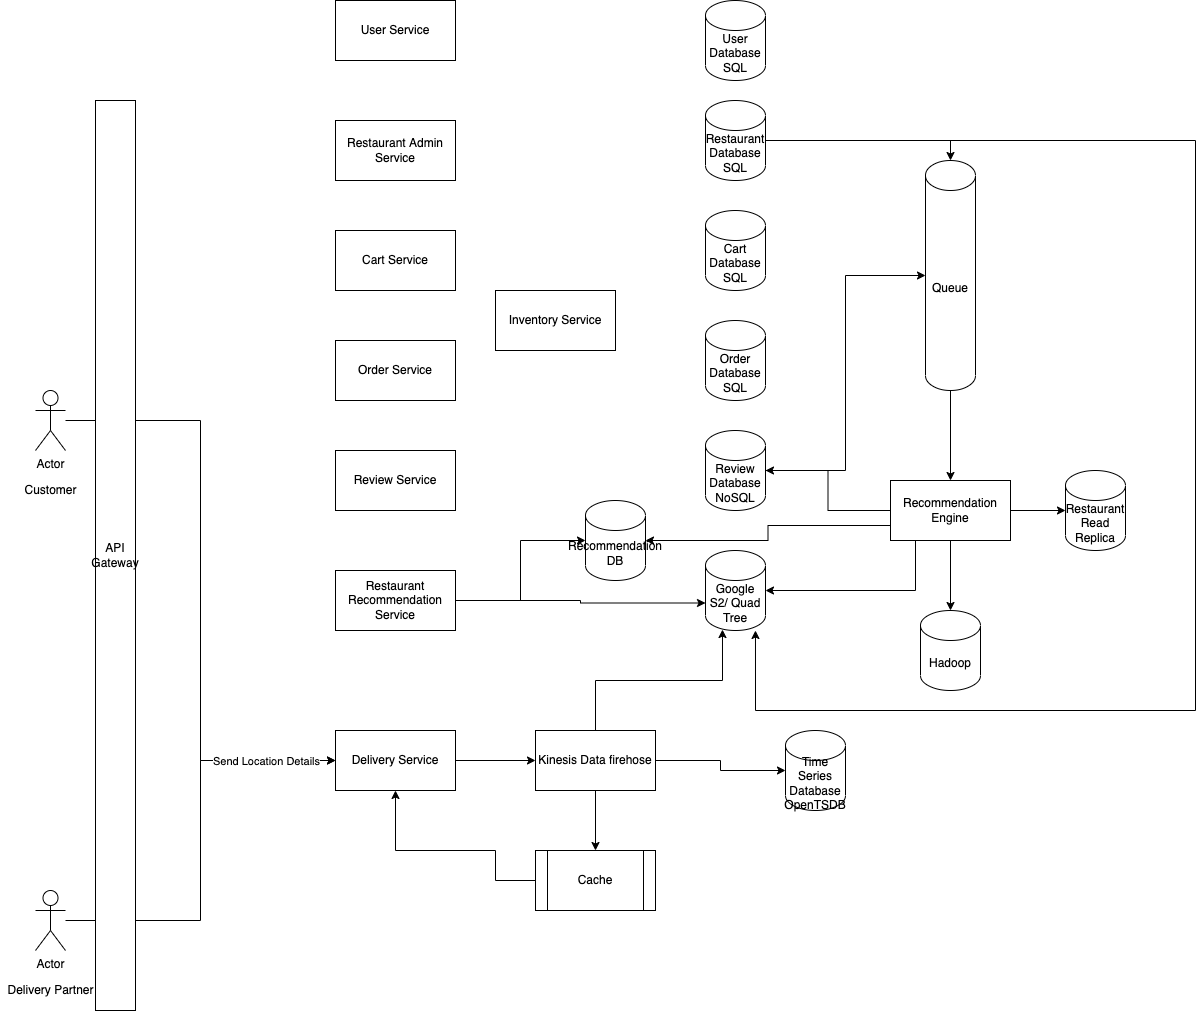 User Service
User
Database
SQL
Restaurant Admin
Service
Restaurant
Database
SQL
Cart Service
Cart
Database
SQL
Queue
Inventory Service
Order Service
Order
Database
SQL
Actor
Customer
Review Service
Review
Database
NoSQL
Recommendation
Engine
Restaurant
Read
Replica
API
Gateway
Recommendation
DB
Restaurant
Recommendation
Service
Google
S2/ Quad
Tree
Hadoop
Send Location Details
Delivery Service
Kinesis Data firehose
Time
Series
Database
OpenTSDB
Cache
Actor
Delivery Partner